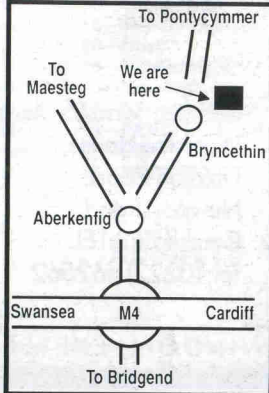 To Pontycymmer
To
Maesteg
We are
here
Bryncethin
Aberkenfig
Swansea M4 Cardiff
To Bridgend